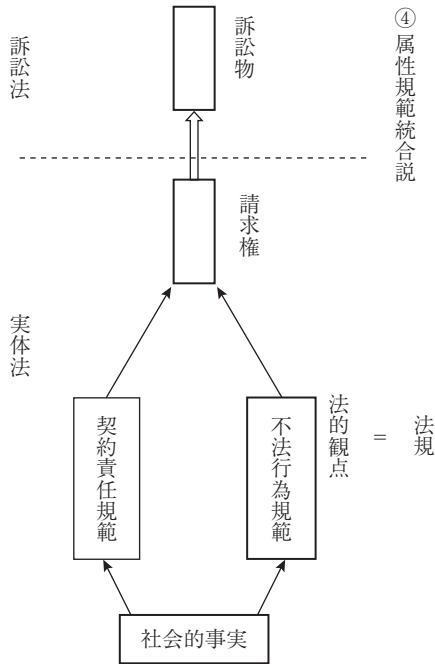 ④属性規範統合説
訴訟物
訴訟法
請求権
実体法
法規
=
法的観点
不法行為規範
契約責任規範
社会的事実